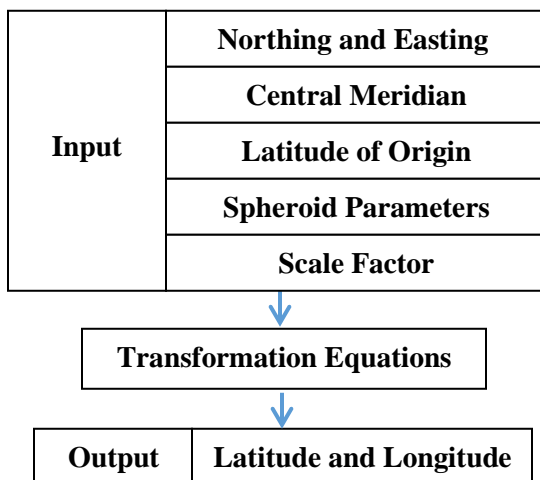 Input
Northing and Easting
Central Meridian
Latitude of Origin
Spheroid Parameters
Scale Factor
Transformation Equations
Output
Latitude and Longitude